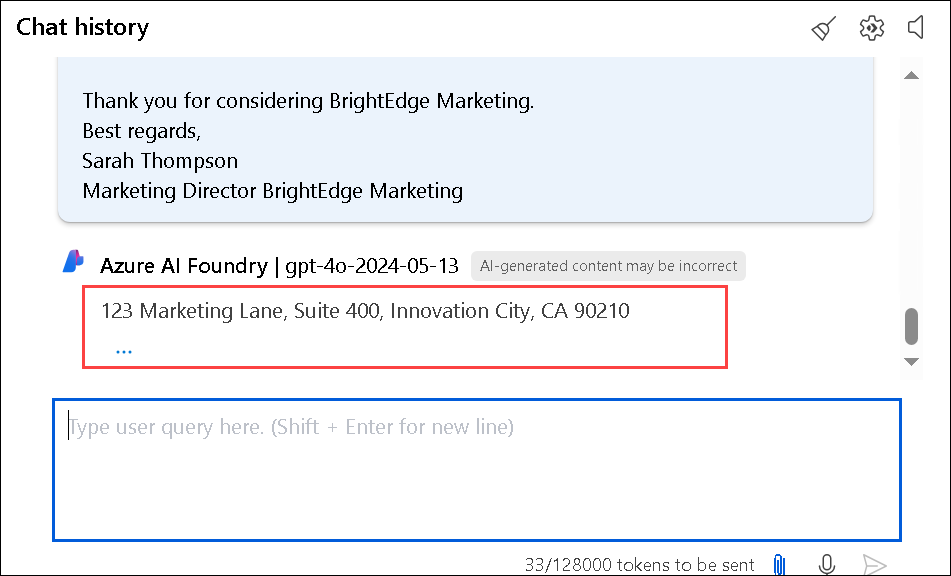 Chat history
Thank you for considering BrightEdge Marketing.
Best regards,
Sarah Thompson
Marketing Director BrightEdge Marketing
Azure AI Foundry | gpt-4o-2024-05-13 AI-generated content may be incorrect
123 Marketing Lane, Suite 400, Innovation City, CA 90210
...
Type user query here. (Shift + Enter for new line)
33/128000 tokens to be sent